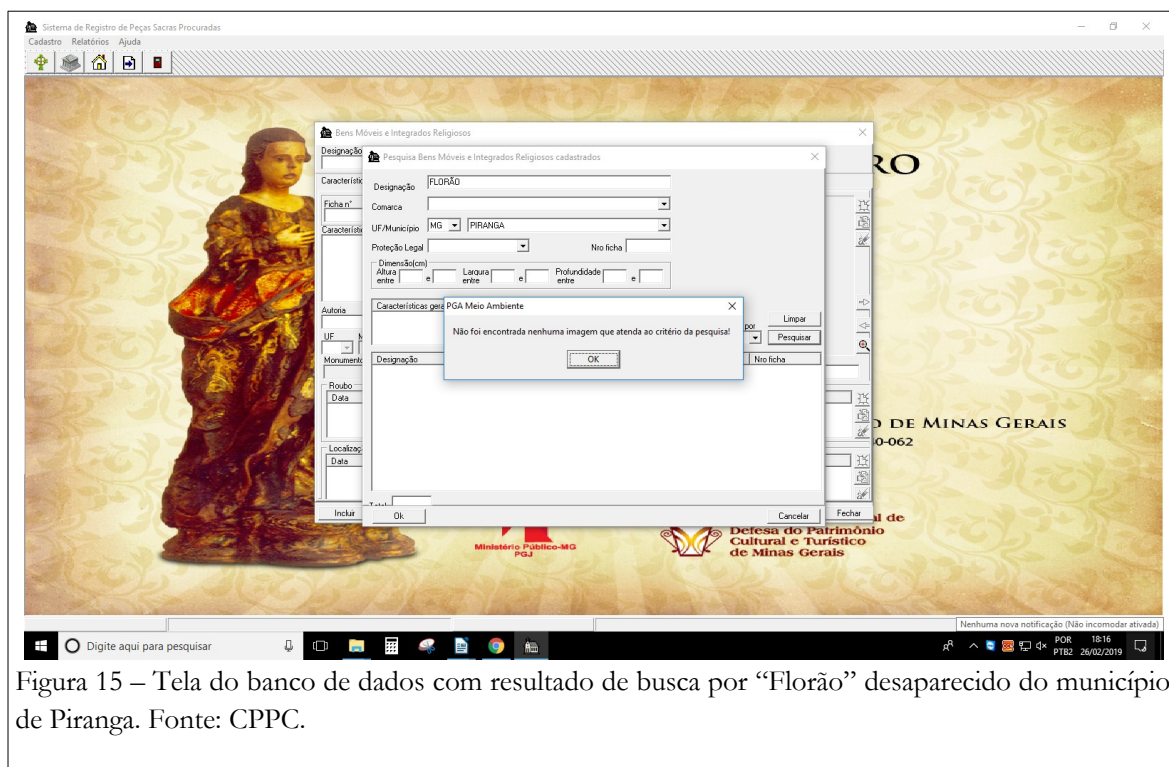 Sistema de Registro de Peças Sacras Procuradas
Cadastro Relatórios Ajuda
RO
Bens Móveis e Integrados Religiosos
Designação
Pesquisa Bens Móveis e Integrados Religiosos cadastrados
Designação FLORÃO
Comarca
Ficha n°
UF/Município MG PIRANGA
Proteção Legal Nro ficha
Dimensão(cm)
Altura entre e Largura entre e Profundidade entre e
Autoria
UF
Roubo
Data
Data
PGA Meio Ambiente
Não foi encontrada nenhuma imagem que atenda ao critério da pesquisa!
OK
por
Limpar
Pesquisar
Designação Nro ficha
Incluir Ok Cancelar Fechar
DE MINAS GERAIS
0-062
Ministério Público-MG
PGJ
al de
Defesa do Patrimônio
Cultural e Turístico
de Minas Gerais
Nenhuma nova notificação (Não incomodar ativada)
Digite aqui para pesquisar
POR 18:16
PTB2 26/02/2019
Figura 15 – Tela do banco de dados com resultado de busca por “Florão” desaparecido do município
de Piranga. Fonte: CPPC.